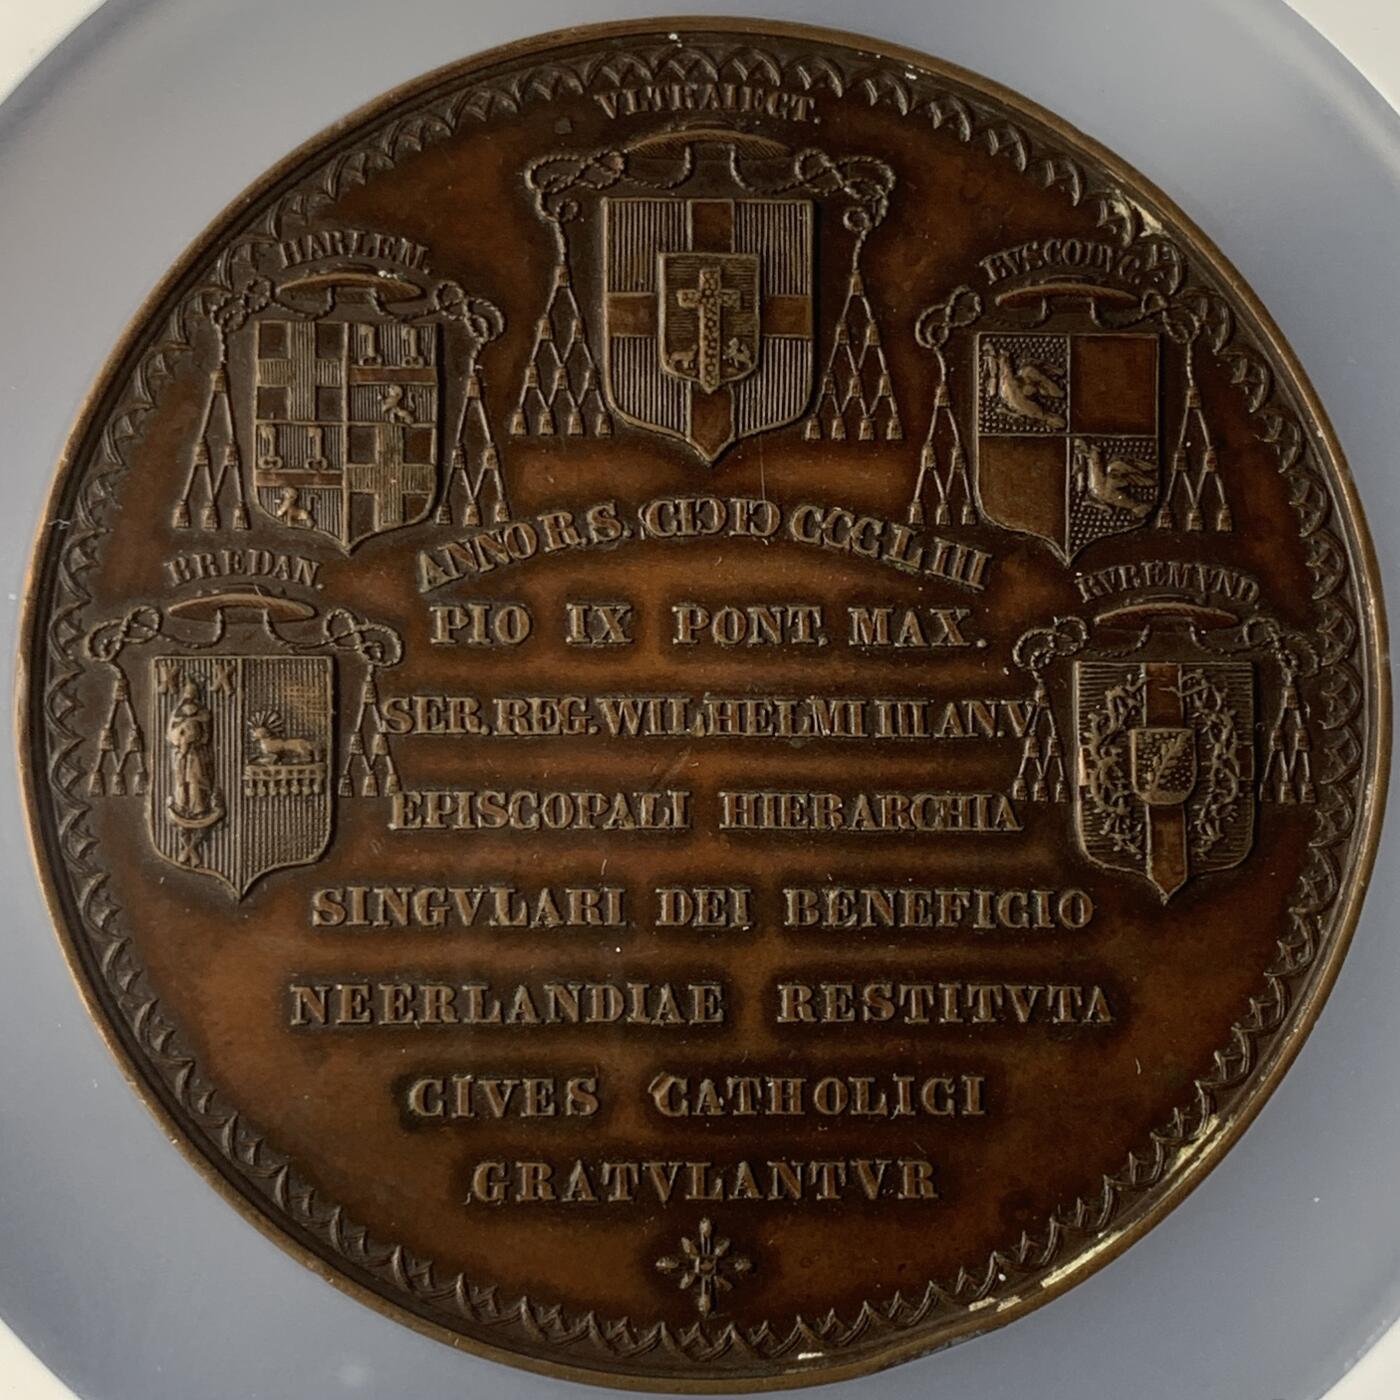 VLTRAIECT.
HARLEM.
BVSCODVC.
ANNO R.S. CIƆIƆCCCLIII
BREDAN.
RVREMVND.
PIO IX PONT. MAX.
SER. REG. WILHELMI III AN. V
EPISCOPALI HIERARCHIA
SINGVLARI DEI BENEFICIO
NEERLANDIAE RESTITVTA
CIVES CATHOLICI
GRATVLANTVR